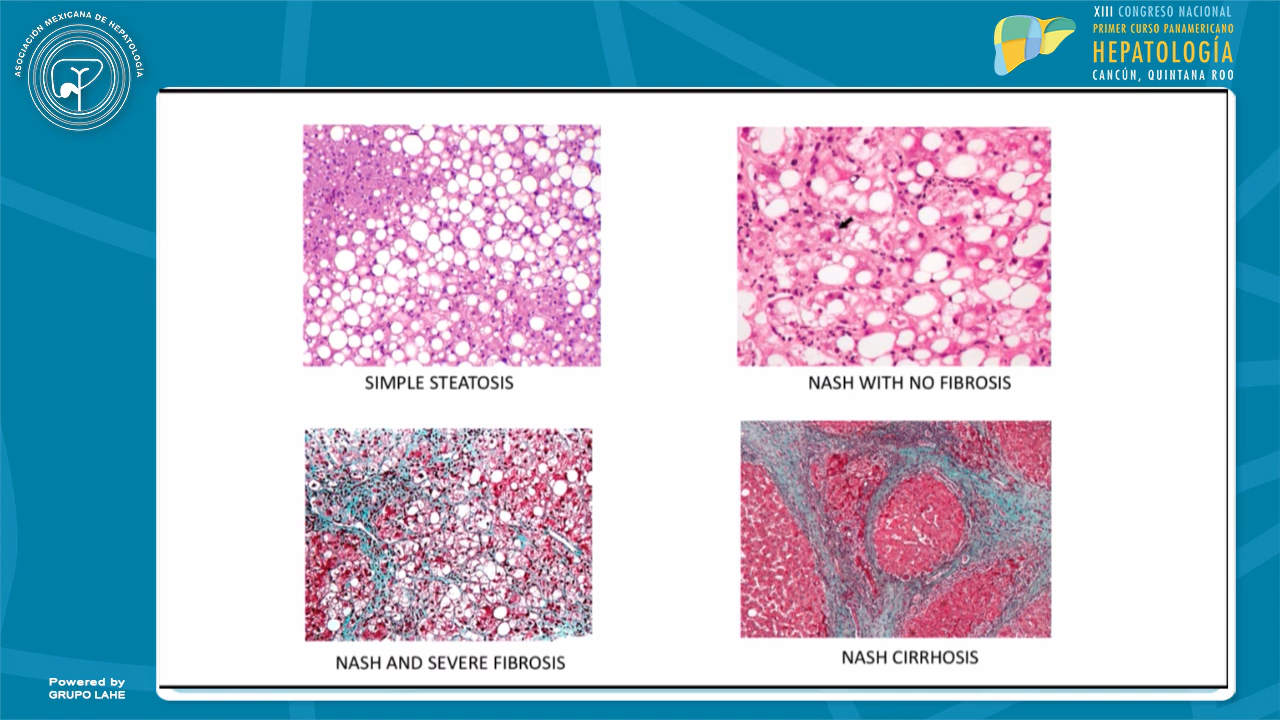 ASOCIACIÓN MEXICANA DE HEPATOLOGÍA
XIII CONGRESO NACIONAL
PRIMER CURSO PANAMERICANO
HEPATOLOGÍA
CANCÚN, QUINTANA ROO
SIMPLE STEATOSIS
NASH WITH NO FIBROSIS
NASH AND SEVERE FIBROSIS
NASH CIRRHOSIS
Powered by
GRUPO LAHE